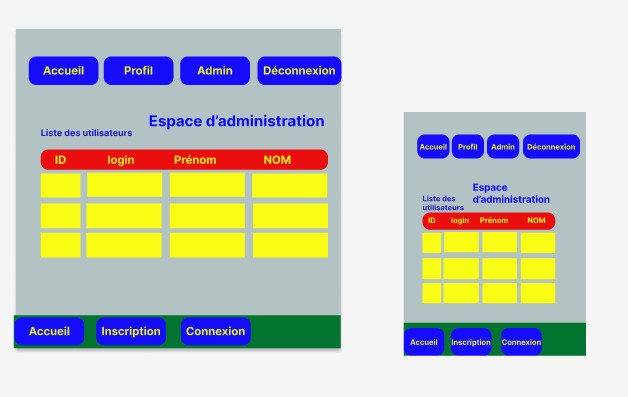 Accueil Profil Admin Déconnexion
Espace d’administration
Liste des utilisateurs
ID login Prénom NOM
Accueil Inscription Connexion
Accueil Profil Admin Déconnexion
Espace
d’administration
Liste des
utilisateurs
ID login Prénom NOM
Accueil Inscription Connexion